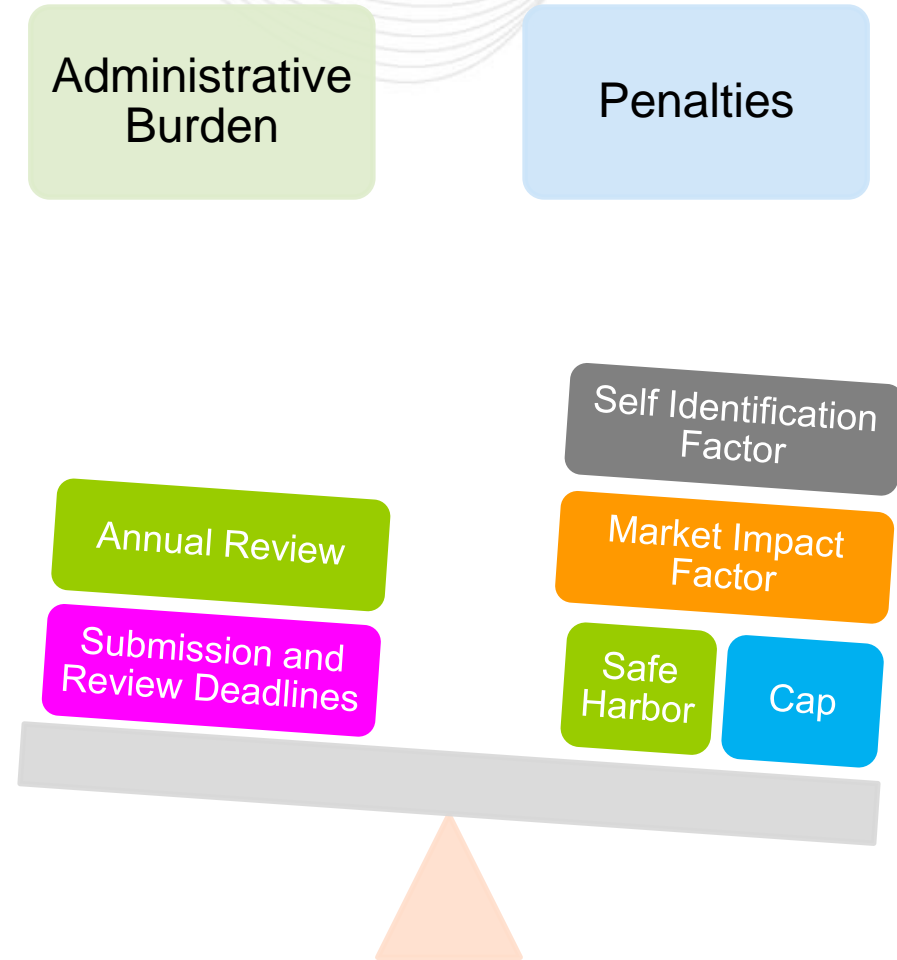 Administrative
Burden
Penalties
Self Identification
Factor
Annual Review
Market Impact
Factor
Submission and
Review Deadlines
Safe
Harbor
Cap